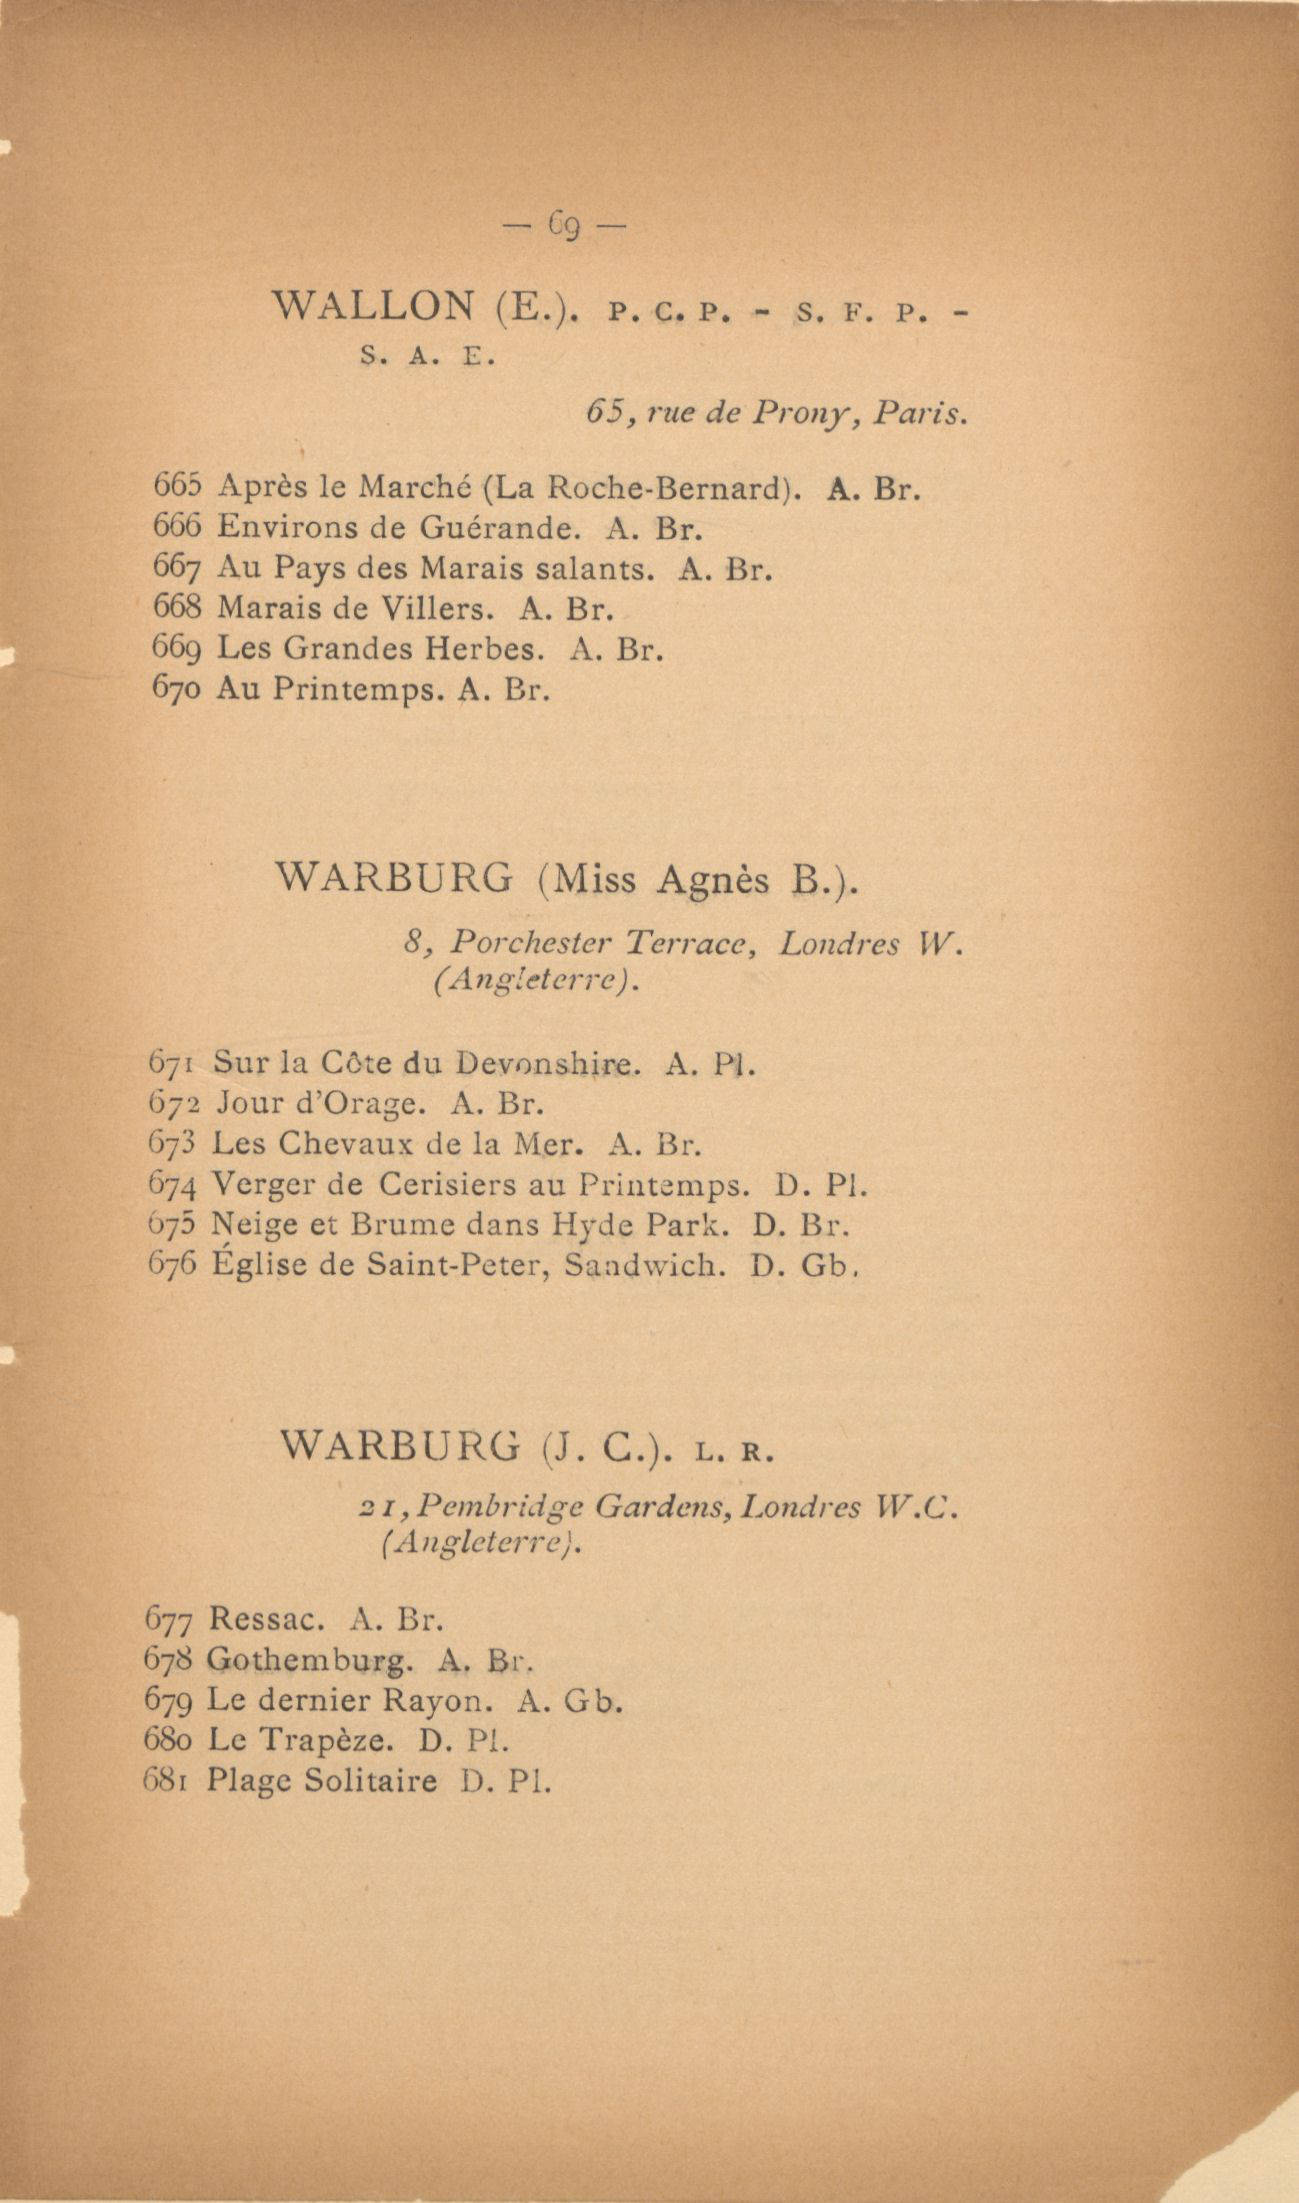 — 69 —
WALLON (E.). P. C. P. - S. F. P. -
S. A. E.
65, rue de Prony, Paris.
665 Après le Marché (La Roche-Bernard). A. Br.
666 Environs de Guérande. A. Br.
667 Au Pays des Marais salants. A. Br.
668 Marais de Villers. A. Br.
669 Les Grandes Herbes. A. Br.
670 Au Printemps. A. Br.
WARBURG (Miss Agnès B.).
8, Porchester Terrace, Londres W.
(Angleterre).
671 Sur la Côte du Devonshire. A. Pl.
672 Jour d'Orage. A. Br.
673 Les Chevaux de la Mer. A. Br.
674 Verger de Cerisiers au Printemps. D. Pl.
675 Neige et Brume dans Hyde Park. D. Br.
676 Église de Saint-Peter, Sandwich. D. Gb.
WARBURG (J. C.). L. R.
21, Pembridge Gardens, Londres W.C.
(Angleterre).
677 Ressac. A. Br.
678 Gothemburg. A. Br.
679 Le dernier Rayon. A. Gb.
680 Le Trapèze. D. Pl.
681 Plage Solitaire D. Pl.